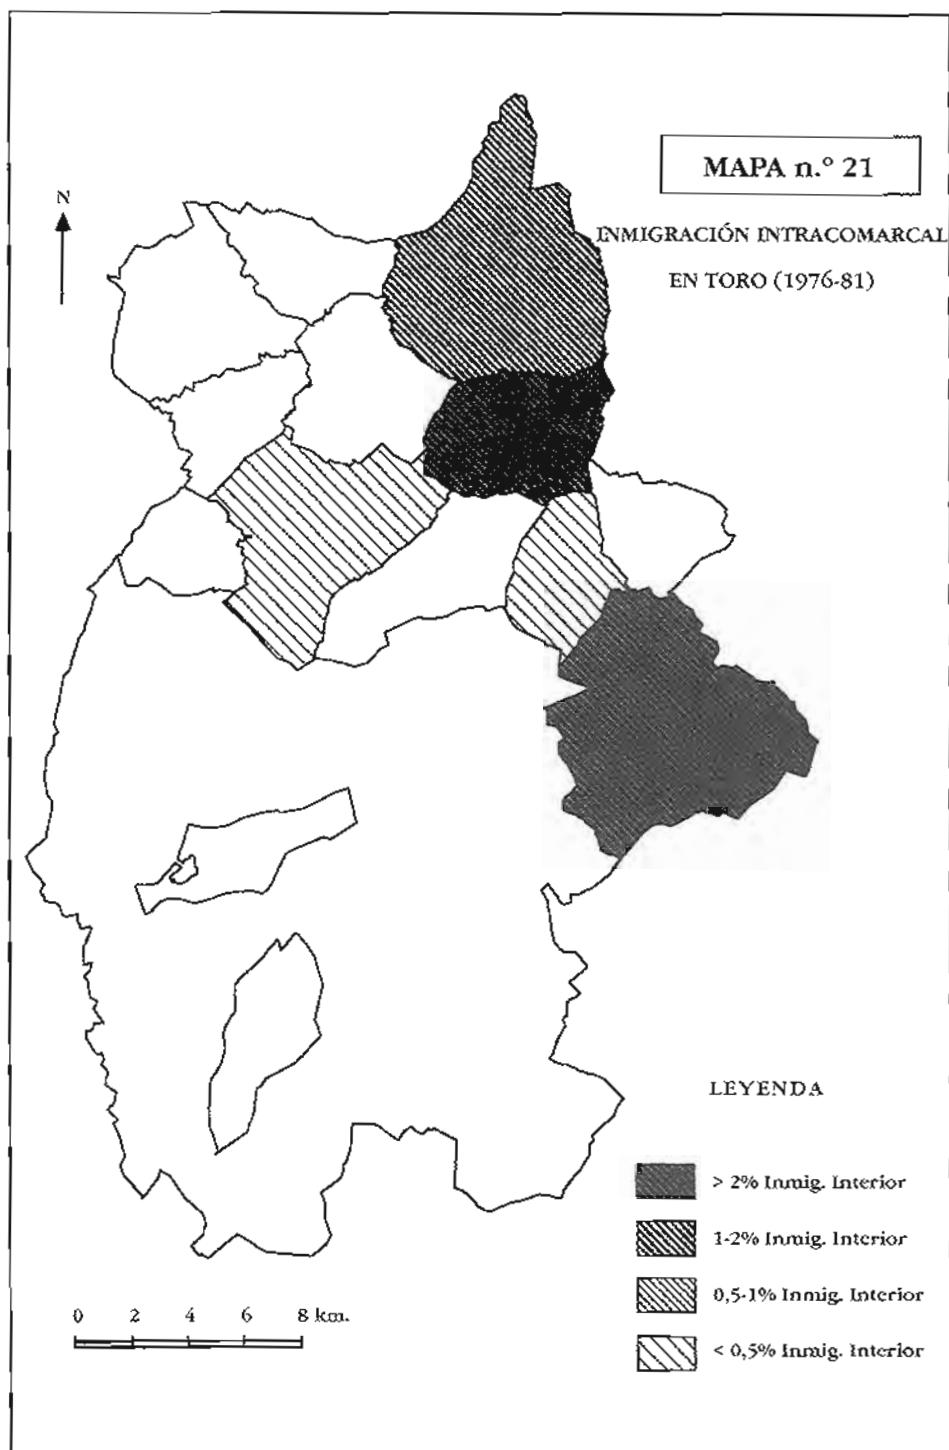 MAPA n.° 21
INMIGRACIÓN INTRACOMARCAL
EN TORO (1976-81)
N
LEYENDA
> 2% Inmig. Interior
1-2% Inmig. Interior
0,5-1% Inmig. Interior
< 0,5% Inmig. Interior
0 2 4 6 8 km.